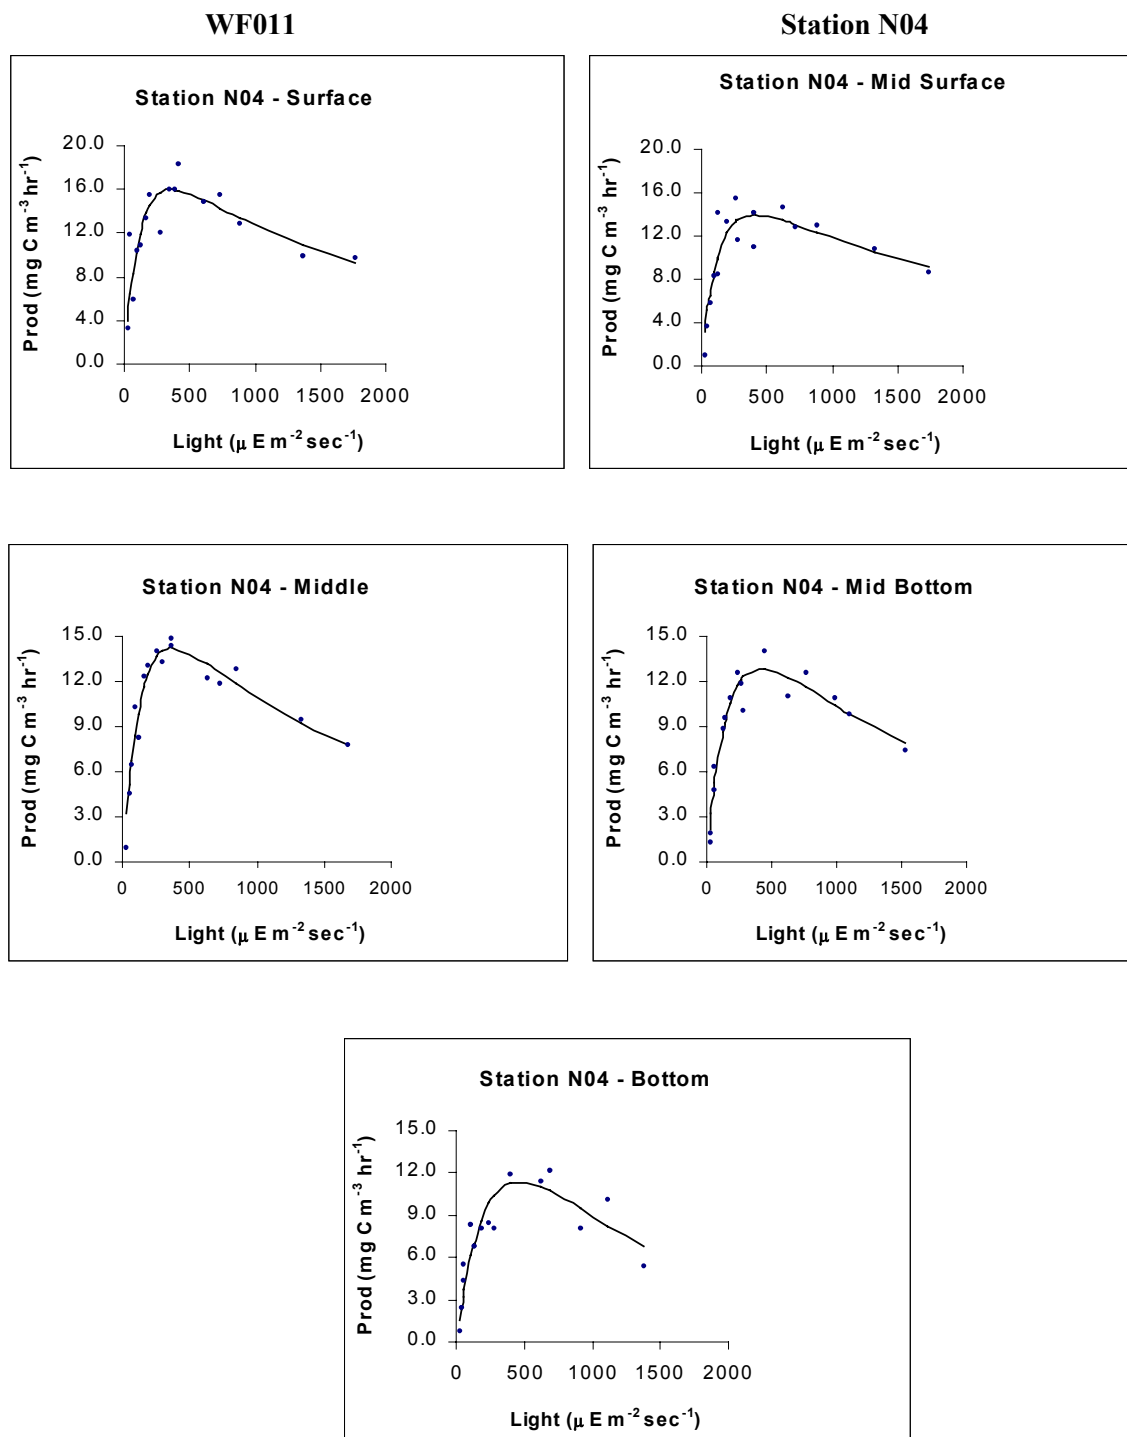 WF011 Station N04
Station N04 - Surface
Prod (mg C m⁻³ hr⁻¹)
20.0
16.0
12.0
8.0
4.0
0.0
0 500 1000 1500 2000
Light (μ E m⁻² sec⁻¹)
Station N04 - Mid Surface
Prod (mg C m⁻³ hr⁻¹)
20.0
16.0
12.0
8.0
4.0
0.0
0 500 1000 1500 2000
Light (μ E m⁻² sec⁻¹)
Station N04 - Middle
Prod (mg C m⁻³ hr⁻¹)
15.0
12.0
9.0
6.0
3.0
0.0
0 500 1000 1500 2000
Light (μ E m⁻² sec⁻¹)
Station N04 - Mid Bottom
Prod (mg C m⁻³ hr⁻¹)
15.0
12.0
9.0
6.0
3.0
0.0
0 500 1000 1500 2000
Light (μ E m⁻² sec⁻¹)
Station N04 - Bottom
Prod (mg C m⁻³ hr⁻¹)
15.0
12.0
9.0
6.0
3.0
0.0
0 500 1000 1500 2000
Light (μ E m⁻² sec⁻¹)